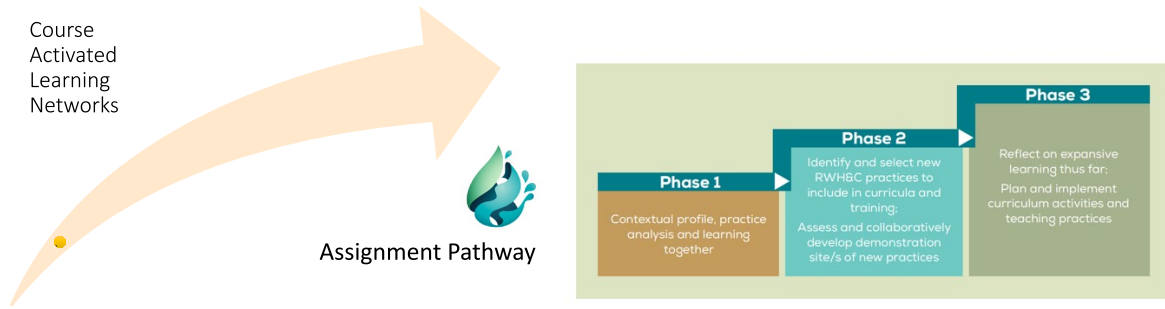 Course
Activated
Learning
Networks
Assignment Pathway
Phase 1
Contextual profile, practice
analysis and learning
together
Phase 2
Identify and select new
RWH&C practices to
include in curricula and
training;
Assess and collaboratively
develop demonstration
site/s of new practices
Phase 3
Reflect on expansive
learning thus far;
Plan and implement
curriculum activities and
teaching practices